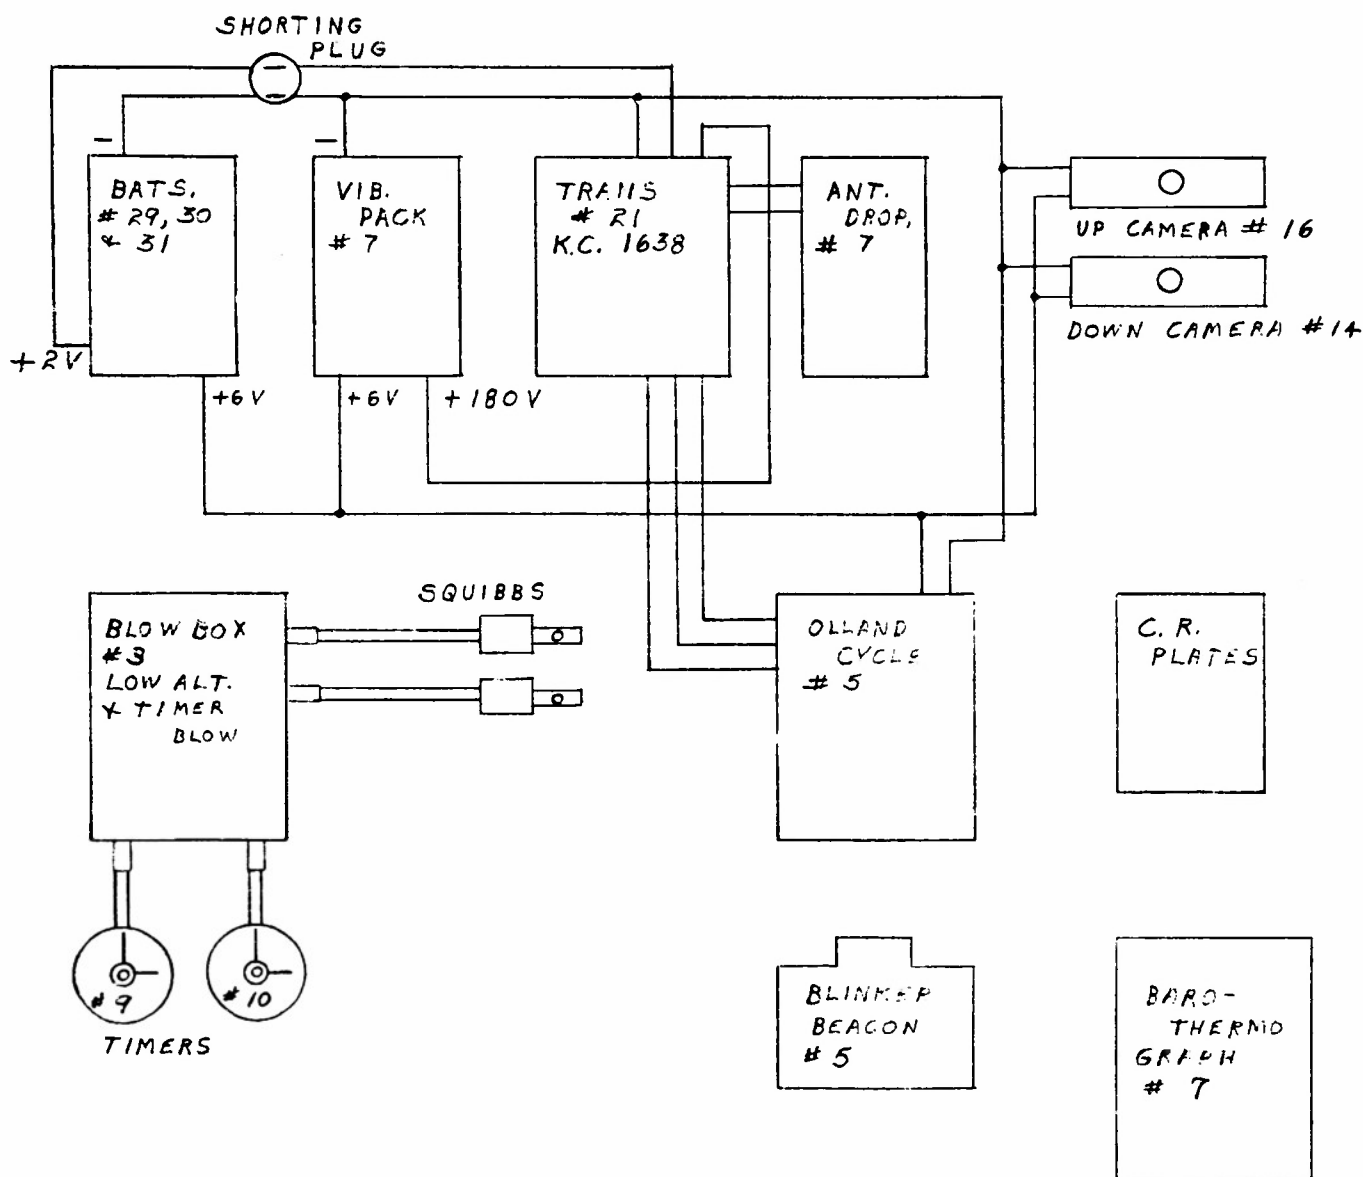 SHORTING
PLUG
–
–
BATS.
# 29, 30
& 31
VIB.
PACK
# 7
TRANS
# 21
K.C. 1638
ANT.
DROP,
# 7
UP CAMERA # 16
DOWN CAMERA #14
+2V
+6V
+6V
+180V
SQUIBBS
BLOW BOX
#3
LOW ALT.
& TIMER
BLOW
OLLAND
CYCLE
# 5
C. R.
PLATES
#9
#10
TIMERS
BLINKER
BEACON
# 5
BARO-
THERMO
GRAPH
# 7